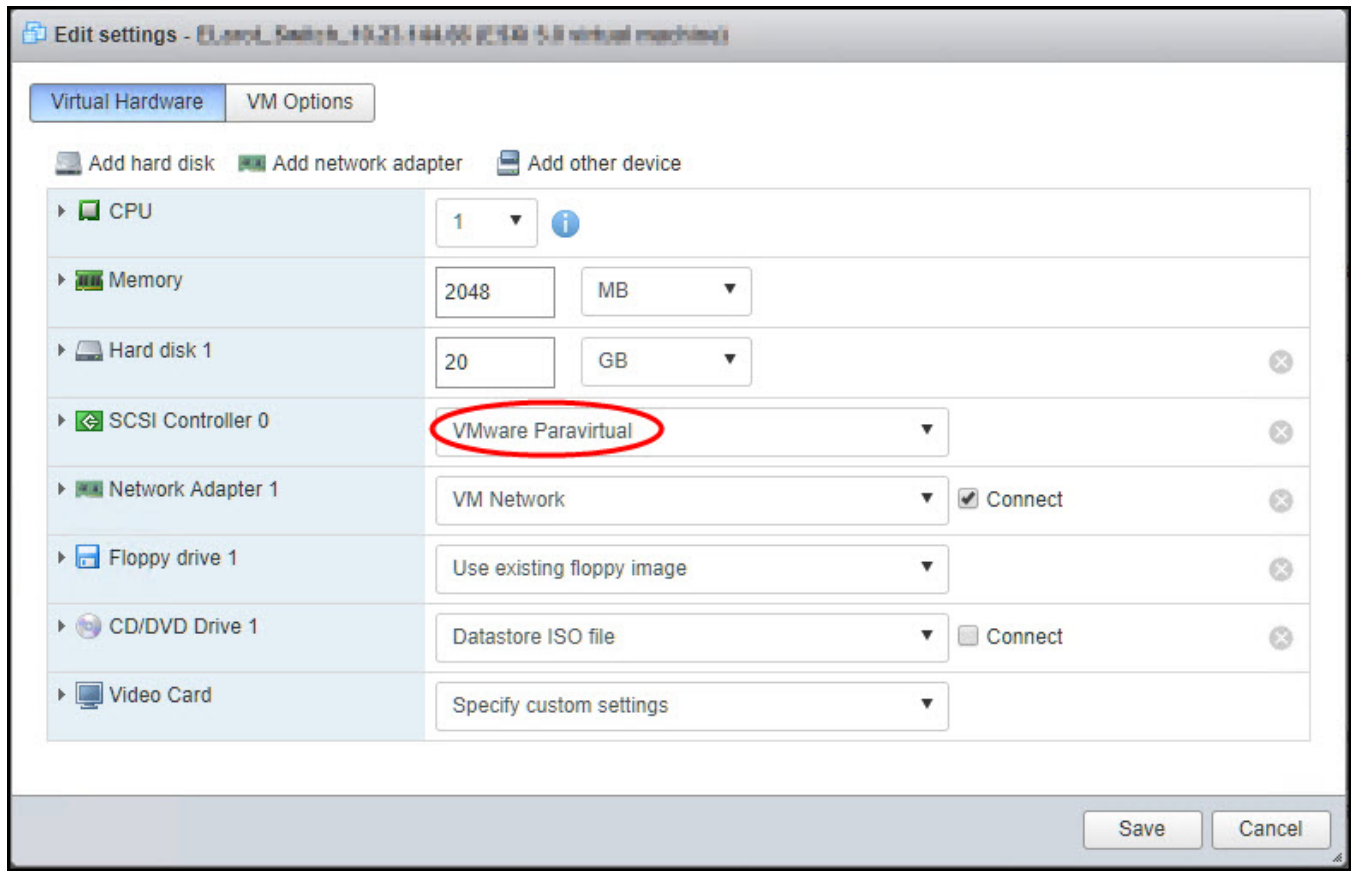 Edit settings -
Virtual Hardware VM Options
Add hard disk Add network adapter Add other device
CPU 1
Memory 2048 MB
Hard disk 1 20 GB
SCSI Controller 0 VMware Paravirtual
Network Adapter 1 VM Network Connect
Floppy drive 1 Use existing floppy image
CD/DVD Drive 1 Datastore ISO file Connect
Video Card Specify custom settings
Save Cancel